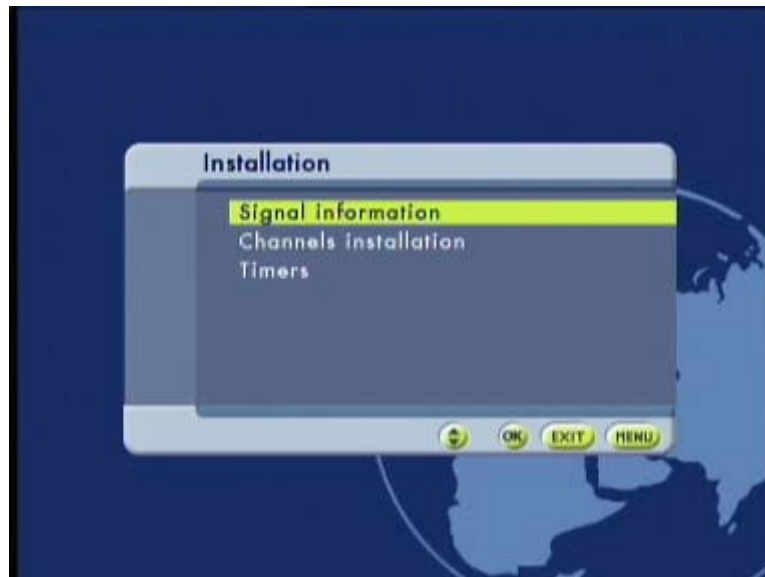 Installation
Signal information
Channels installation
Timers
OK EXIT MENU